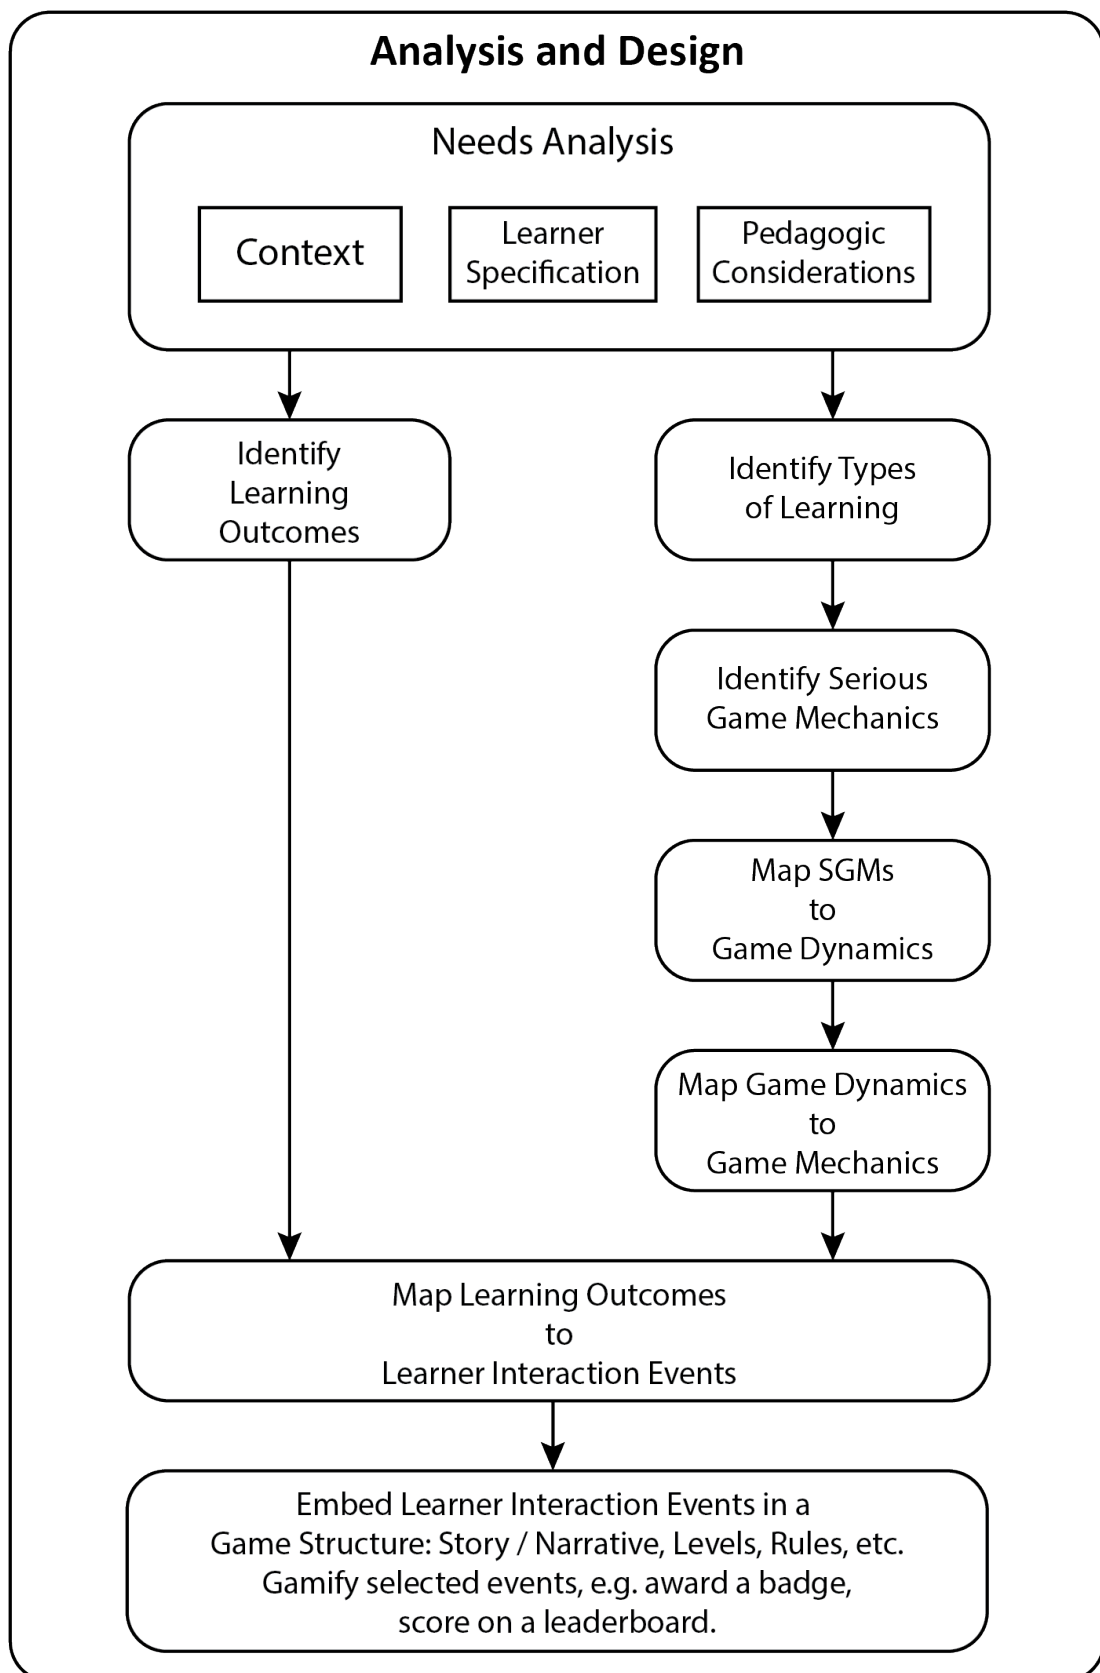 Analysis and Design
Needs Analysis
Context
Learner
Specification
Pedagogic
Considerations
Identify
Learning
Outcomes
Identify Types
of Learning
Identify Serious
Game Mechanics
Map SGMs
to
Game Dynamics
Map Game Dynamics
to
Game Mechanics
Map Learning Outcomes
to
Learner Interaction Events
Embed Learner Interaction Events in a
Game Structure: Story / Narrative, Levels, Rules, etc.
Gamify selected events, e.g. award a badge,
score on a leaderboard.